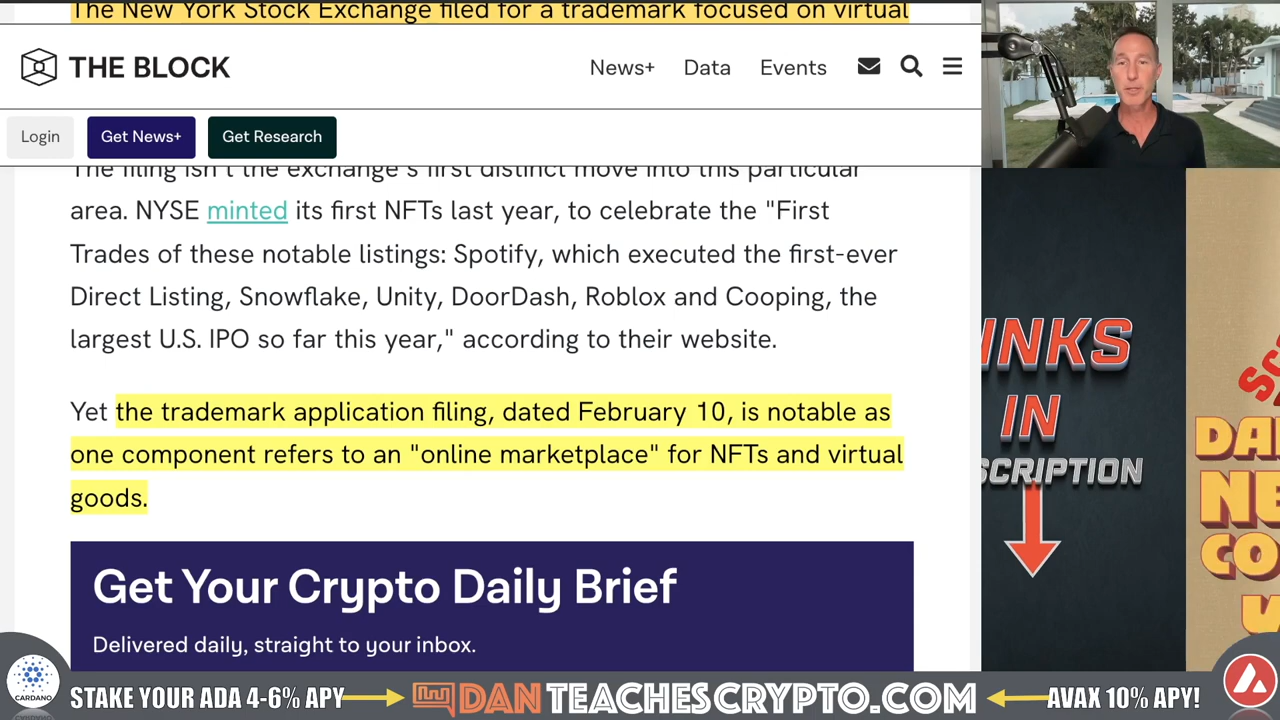 The New York Stock Exchange filed for a trademark focused on virtual
THE BLOCK
News+ Data Events
Login Get News+ Get Research
The filing isn't the exchange's first distinct move into this particular
area. NYSE minted its first NFTs last year, to celebrate the "First
Trades of these notable listings: Spotify, which executed the first-ever
Direct Listing, Snowflake, Unity, DoorDash, Roblox and Cooping, the
largest U.S. IPO so far this year," according to their website.
Yet the trademark application filing, dated February 10, is notable as
one component refers to an "online marketplace" for NFTs and virtual
goods.
Get Your Crypto Daily Brief
Delivered daily, straight to your inbox.
INKS
IN
SCRIPTION
CARDANO
STAKE YOUR ADA 4-6% APY
DANTEACHESCRYPTO.COM
AVAX 10% APY!